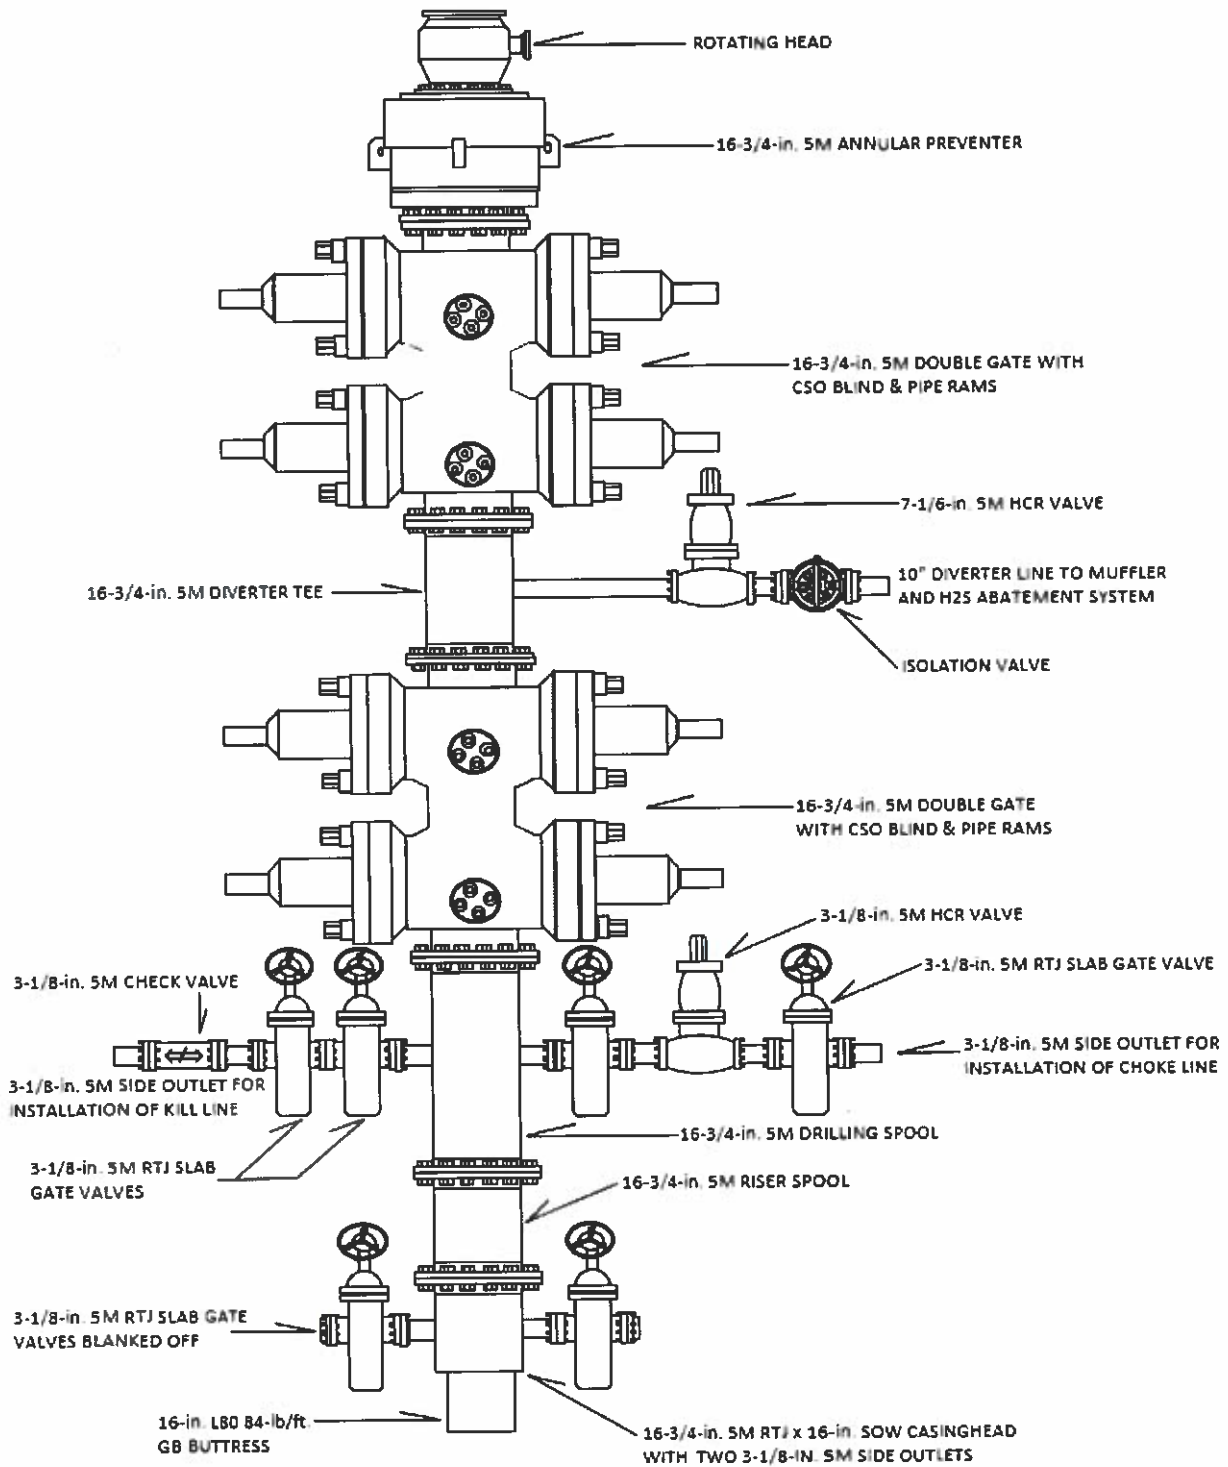 ROTATING HEAD
16-3/4-in. 5M ANNULAR PREVENTER
16-3/4-in. 5M DOUBLE GATE WITH
CSO BLIND & PIPE RAMS
7-1/6-in. 5M HCR VALVE
16-3/4-in. 5M DIVERTER TEE
10" DIVERTER LINE TO MUFFLER
AND H2S ABATEMENT SYSTEM
ISOLATION VALVE
16-3/4-in. 5M DOUBLE GATE
WITH CSO BLIND & PIPE RAMS
3-1/8-in. 5M HCR VALVE
3-1/8-in. 5M RTJ SLAB GATE VALVE
3-1/8-in. 5M CHECK VALVE
3-1/8-in. 5M SIDE OUTLET FOR
INSTALLATION OF CHOKE LINE
3-1/8-in. 5M SIDE OUTLET FOR
INSTALLATION OF KILL LINE
16-3/4-in. 5M DRILLING SPOOL
3-1/8-in. 5M RTJ SLAB
GATE VALVES
16-3/4-in. 5M RISER SPOOL
3-1/8-in. 5M RTJ SLAB GATE
VALVES BLANKED OFF
16-in. L80 84-lb/ft.
GB BUTTRESS
16-3/4-in. 5M RTJ x 16-in. SOW CASINGHEAD
WITH TWO 3-1/8-IN. 5M SIDE OUTLETS